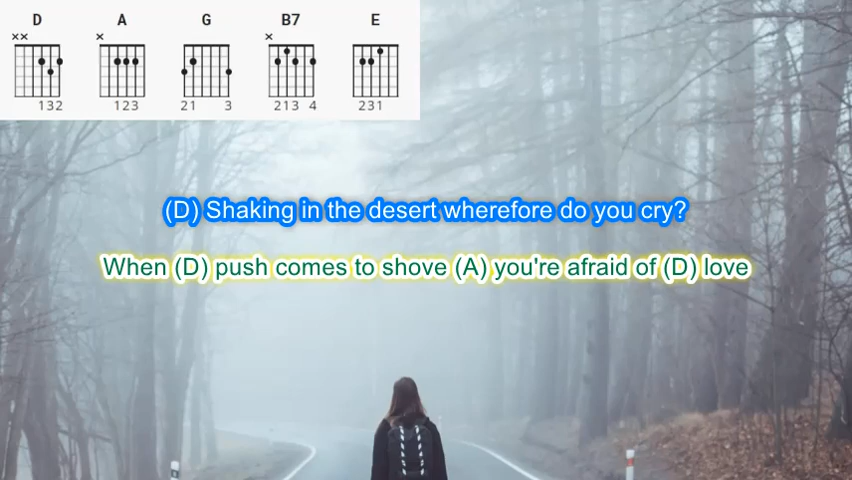 D A G B7 E
×× × ×
132 123 21 3 213 4 231
(D) Shaking in the desert wherefore do you cry?
When (D) push comes to shove (A) you're afraid of (D) love